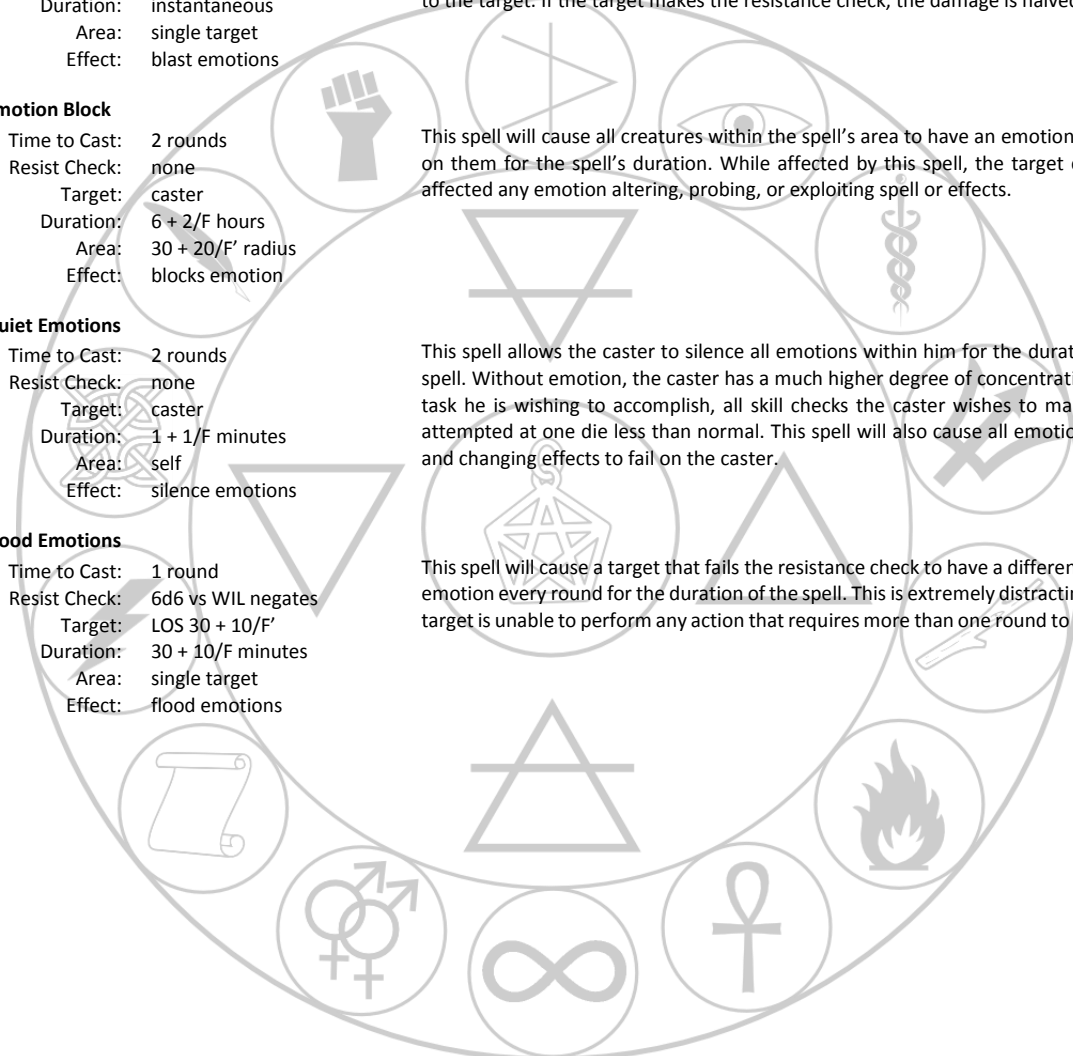 Duration: instantaneous
Area: single target
Effect: blast emotions
to the target. If the target makes the resistance check, the damage is halved
motion Block
Time to Cast: 2 rounds
Resist Check: none
Target: caster
Duration: 6 + 2/F hours
Area: 30 + 20/F’ radius
Effect: blocks emotion
This spell will cause all creatures within the spell’s area to have an emotion
on them for the spell’s duration. While affected by this spell, the target
affected any emotion altering, probing, or exploiting spell or effects.
uiet Emotions
Time to Cast: 2 rounds
Resist Check: none
Target: caster
Duration: 1 + 1/F minutes
Area: self
Effect: silence emotions
This spell allows the caster to silence all emotions within him for the durat
spell. Without emotion, the caster has a much higher degree of concentrati
task he is wishing to accomplish, all skill checks the caster wishes to ma
attempted at one die less than normal. This spell will also cause all emotio
and changing effects to fail on the caster.
ood Emotions
Time to Cast: 1 round
Resist Check: 6d6 vs WIL negates
Target: LOS 30 + 10/F’
Duration: 30 + 10/F minutes
Area: single target
Effect: flood emotions
This spell will cause a target that fails the resistance check to have a differen
emotion every round for the duration of the spell. This is extremely distractin
target is unable to perform any action that requires more than one round to